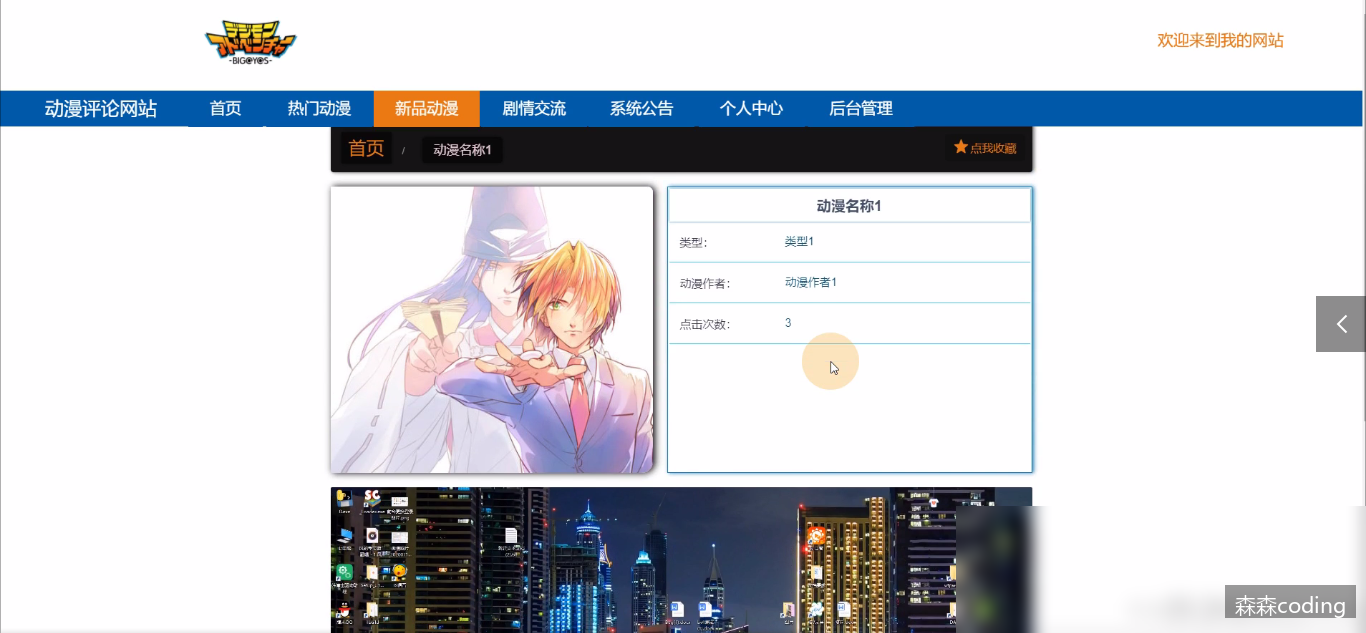 デジモン
アドベンチャー
-BIGEYES-
欢迎来到我的网站
动漫评论网站 首页 热门动漫 新品动漫 剧情交流 系统公告 个人中心 后台管理
首页 / 动漫名称1 点我收藏
动漫名称1
类型： 类型1
动漫作者： 动漫作者1
点击次数： 3
SC
森森coding